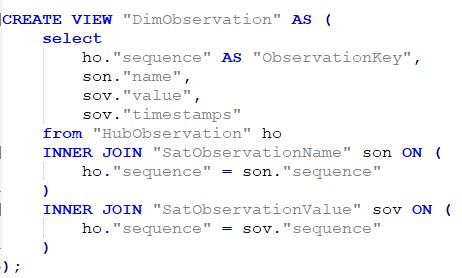 CREATE VIEW "DimObservation" AS (
    select
        ho."sequence" AS "ObservationKey",
        son."name",
        sov."value",
        sov."timestamps"
    from "HubObservation" ho
    INNER JOIN "SatObservationName" son ON (
        ho."sequence" = son."sequence"
    )
    INNER JOIN "SatObservationValue" sov ON (
        ho."sequence" = sov."sequence"
    )
);